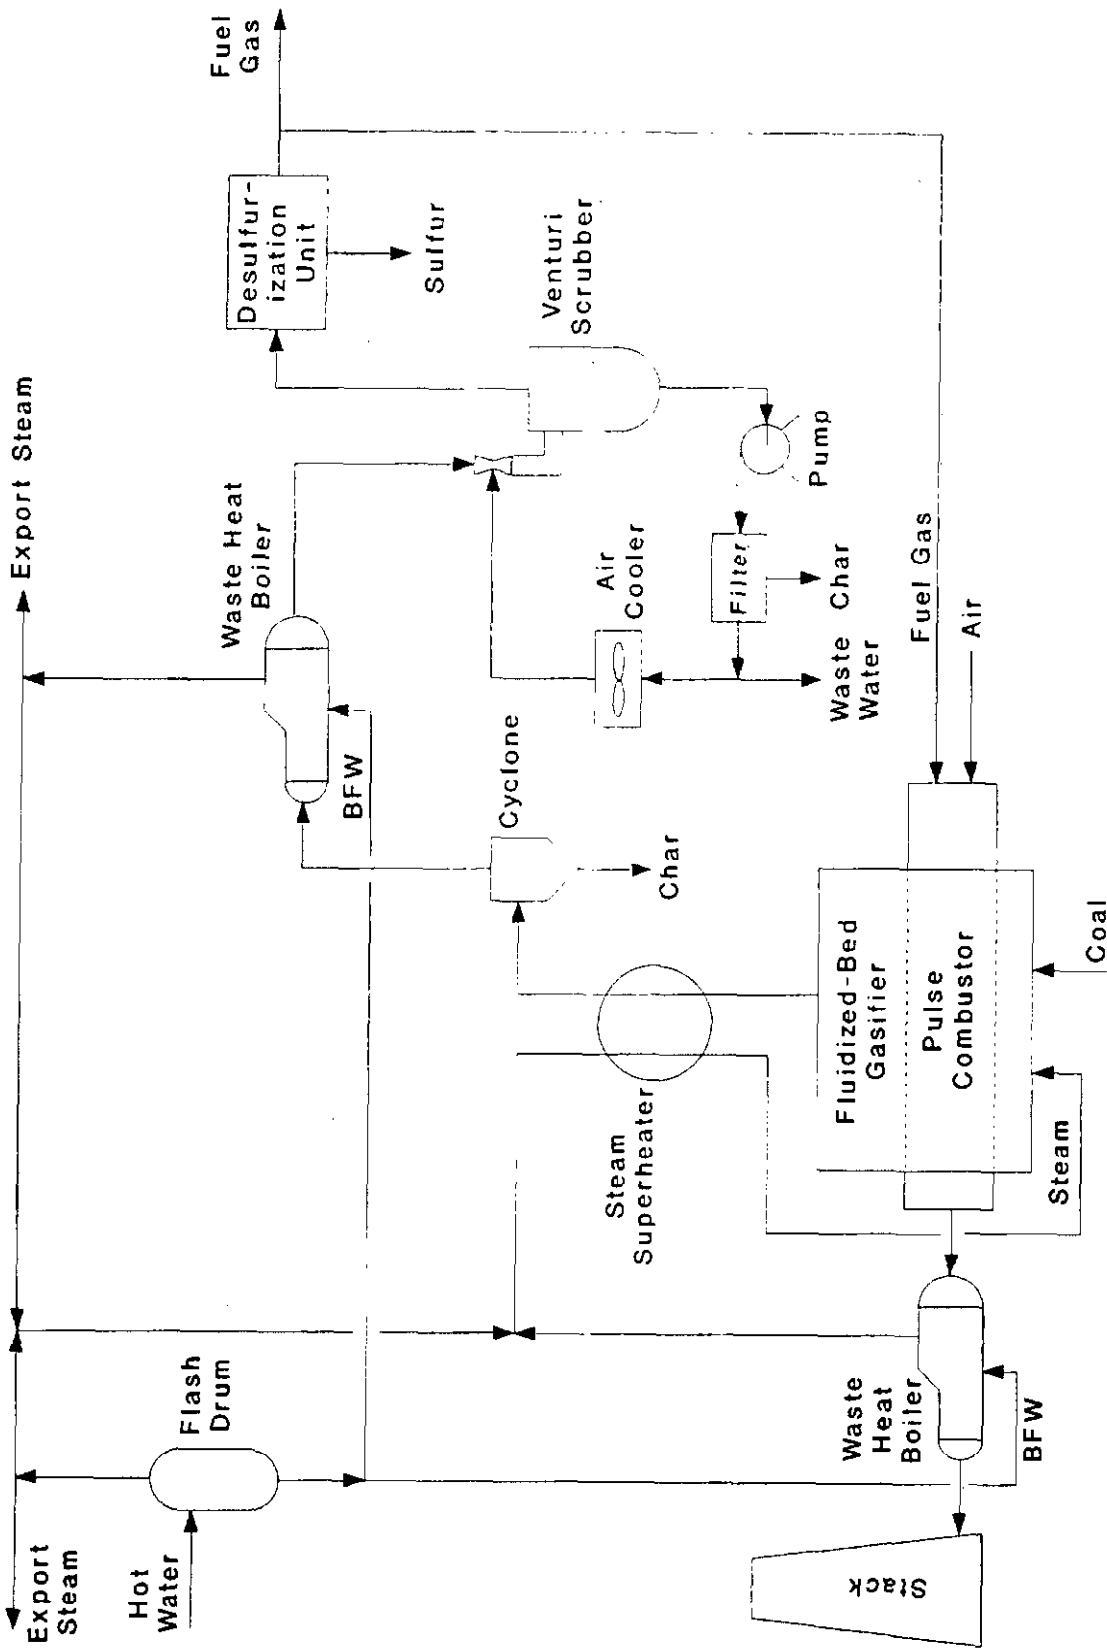 Export
Steam
Hot
Water
Flash
Drum
Export Steam
Waste Heat
Boiler
BFW
Fuel
Gas
Desulfur-
ization
Unit
Sulfur
Venturi
Scrubber
Cyclone
Char
Air
Cooler
Pump
Filter
Char
Waste
Water
Steam
Superheater
Fluidized-Bed
Gasifier
Pulse
Combustor
Fuel Gas
Air
Coal
Steam
Waste
Heat
Boiler
BFW
Stack